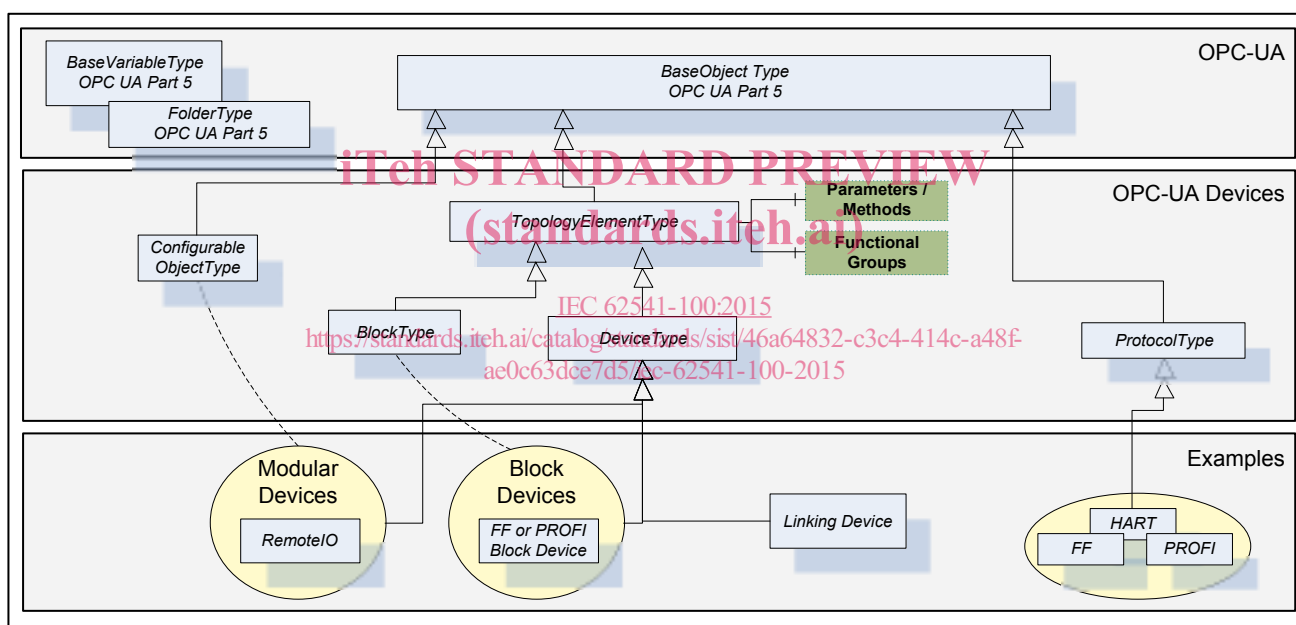 OPC-UA
BaseVariableType
OPC UA Part 5
FolderType
OPC UA Part 5
BaseObject Type
OPC UA Part 5
iTeh STANDARD PREVIEW
(standards.iteh.ai)
OPC-UA Devices
Parameters /
Methods
TopologyElementType
Functional
Groups
Configurable
ObjectType
IEC 62541-100:2015
https://standards.iteh.ai/catalog/standards/sist/46a64832-c3c4-414c-a48f-
ae0c63dce7d5/iec-62541-100-2015
BlockType
DeviceType
ProtocolType
Examples
Modular
Devices
RemoteIO
Block
Devices
FF or PROFI
Block Device
Linking Device
HART
FF
PROFI